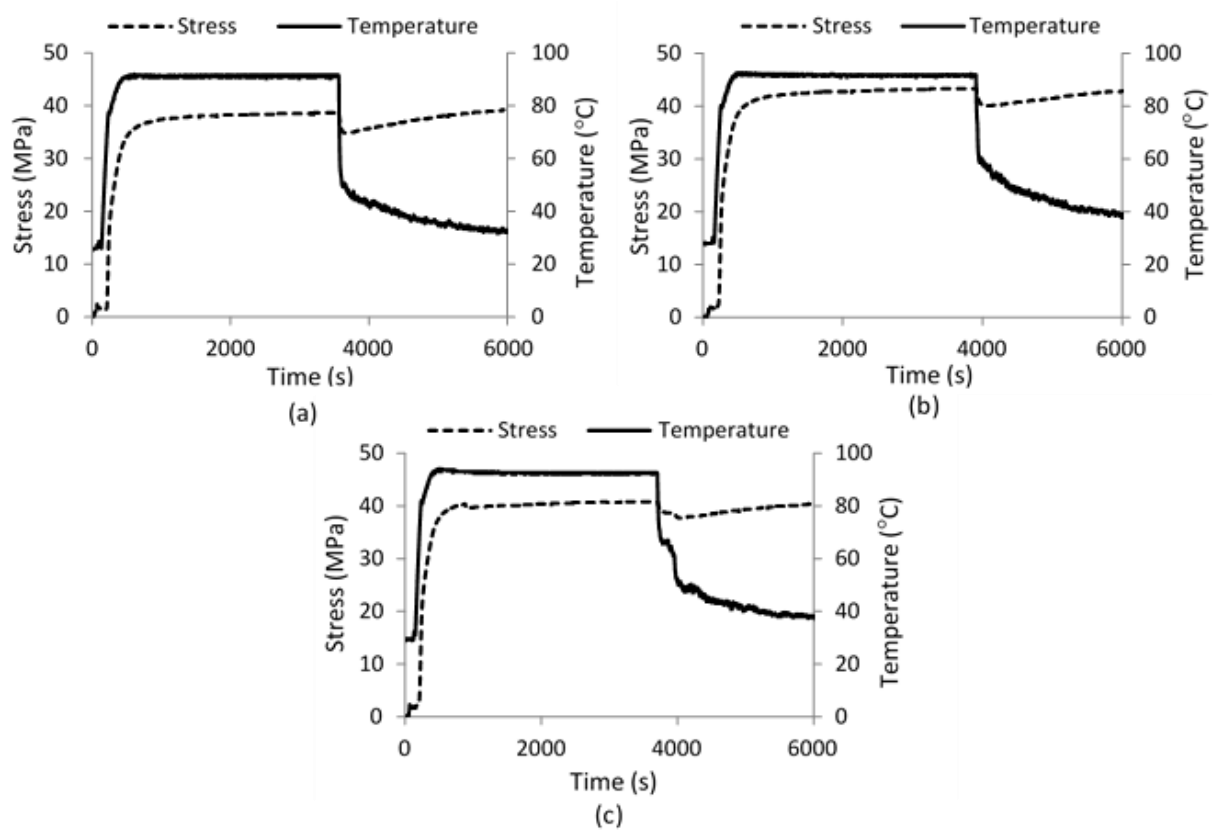 Stress Temperature
50 100
40 80
30 60
20 40
10 20
0 0
0 2000 4000 6000
Stress (MPa)
Temperature (°C)
Time (s)
(a)
Stress Temperature
50 100
40 80
30 60
20 40
10 20
0 0
0 2000 4000 6000
Stress (MPa)
Temperature (°C)
Time (s)
(b)
Stress Temperature
50 100
40 80
30 60
20 40
10 20
0 0
0 2000 4000 6000
Stress (MPa)
Temperature (°C)
Time (s)
(c)